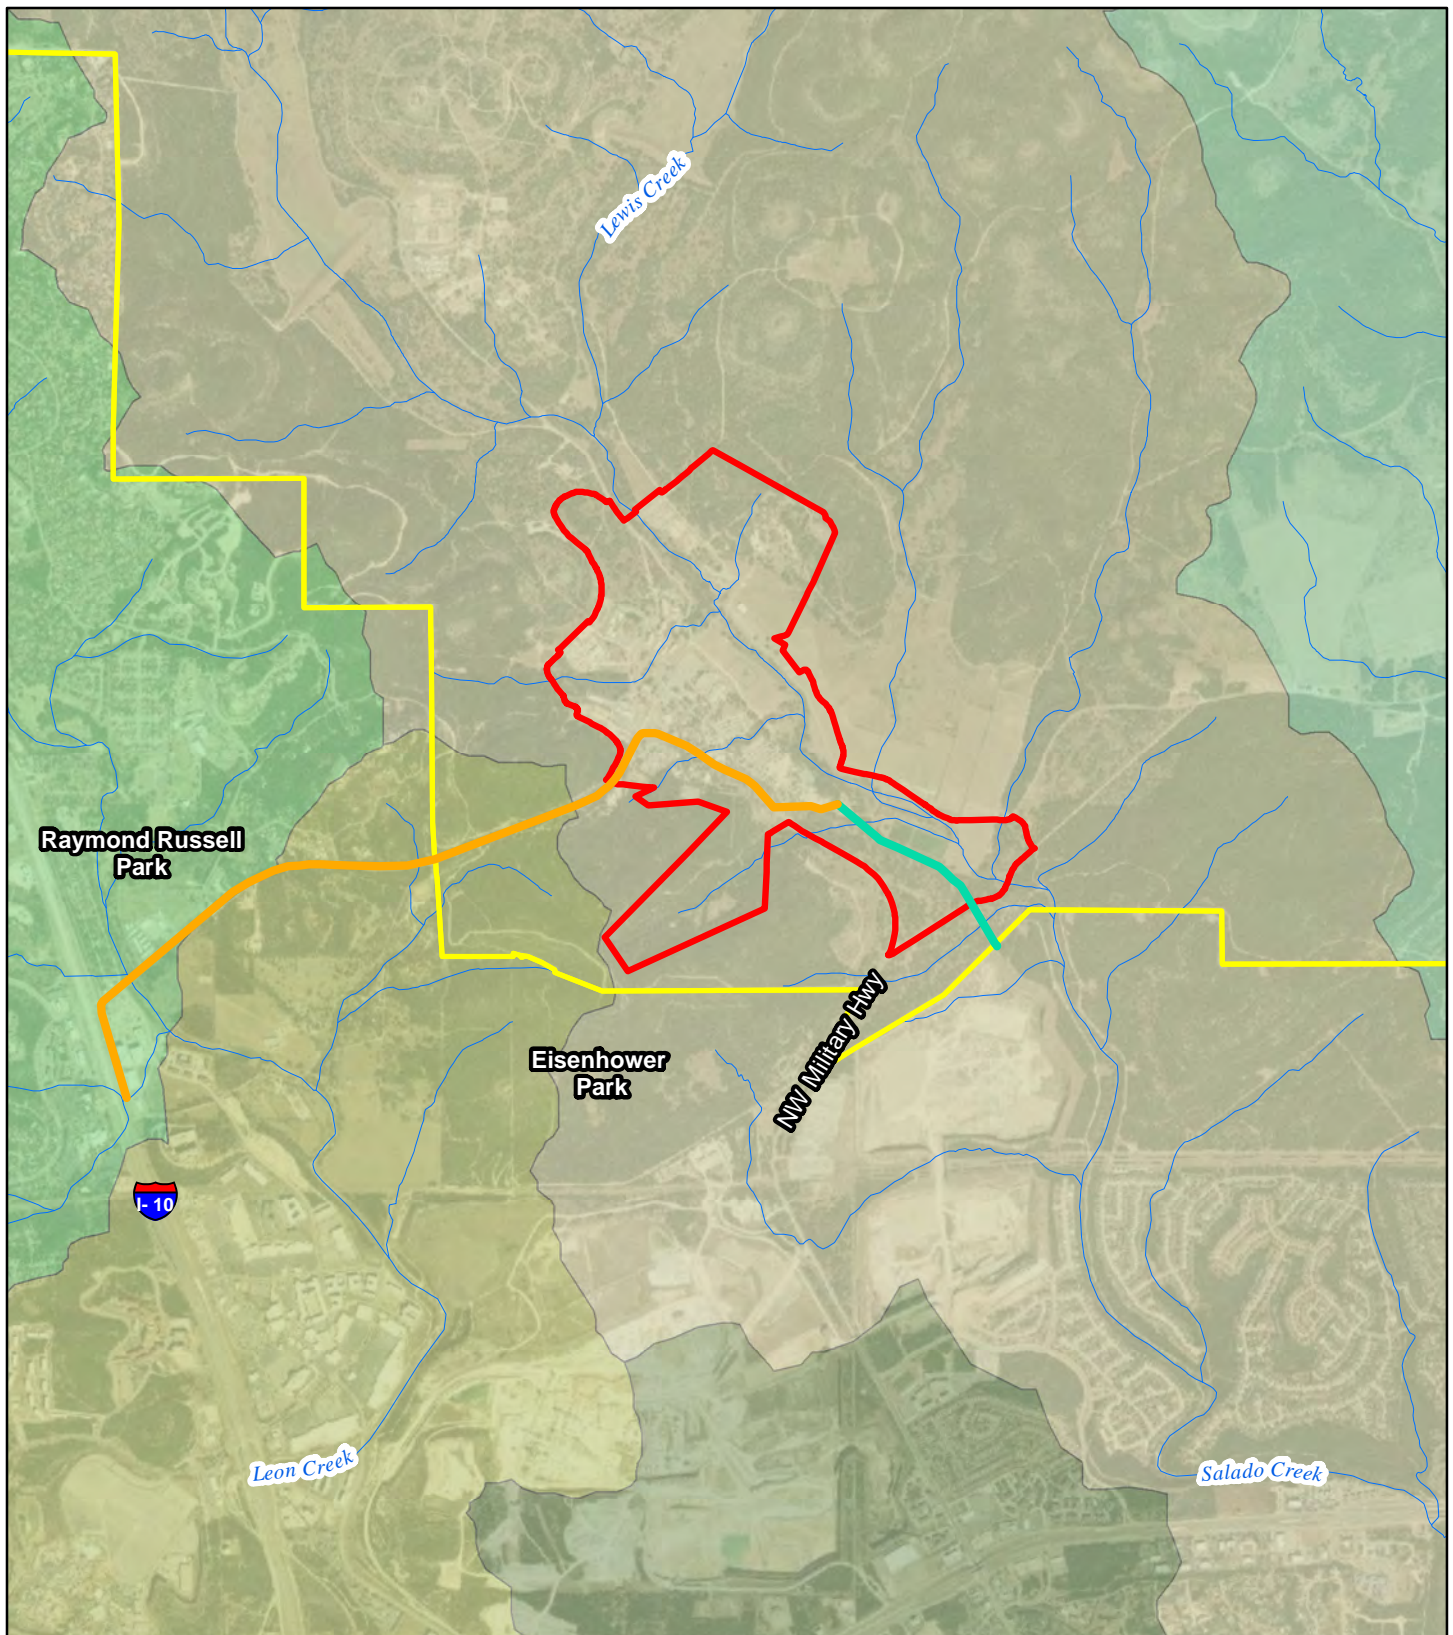 Lewis Creek
Raymond Russell
Park
Eisenhower
Park
NW Military Hwy
I- 10
Leon Creek
Salado Creek